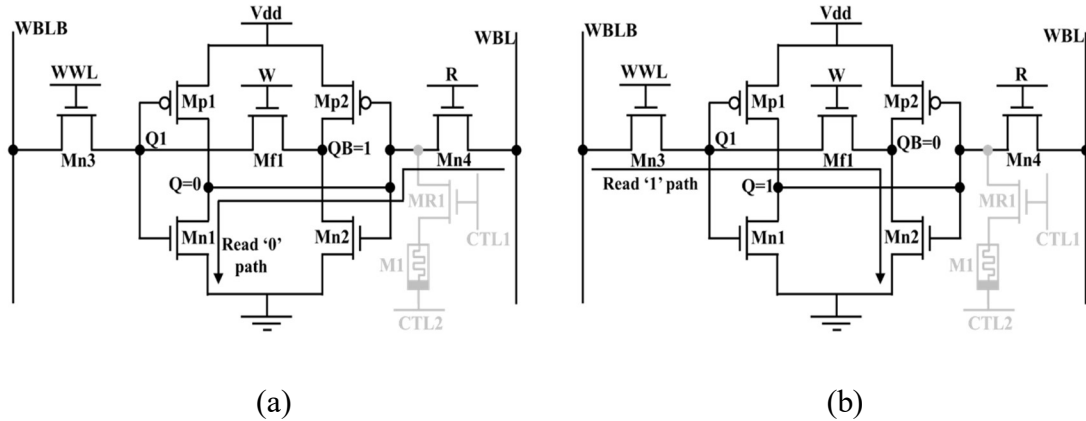 Vdd
WBLB
WBL
WWL
W
R
Mp1
Mp2
Q1
QB=1
Mn3
Mf1
Mn4
Q=0
MR1
Mn1
Read ‘0’
path
Mn2
CTL1
M1
CTL2
(a)
Vdd
WBLB
WBL
WWL
W
R
Mp1
Mp2
Q1
QB=0
Mn3
Mf1
Mn4
Read ‘1’ path
Q=1
MR1
Mn1
Mn2
CTL1
M1
CTL2
(b)